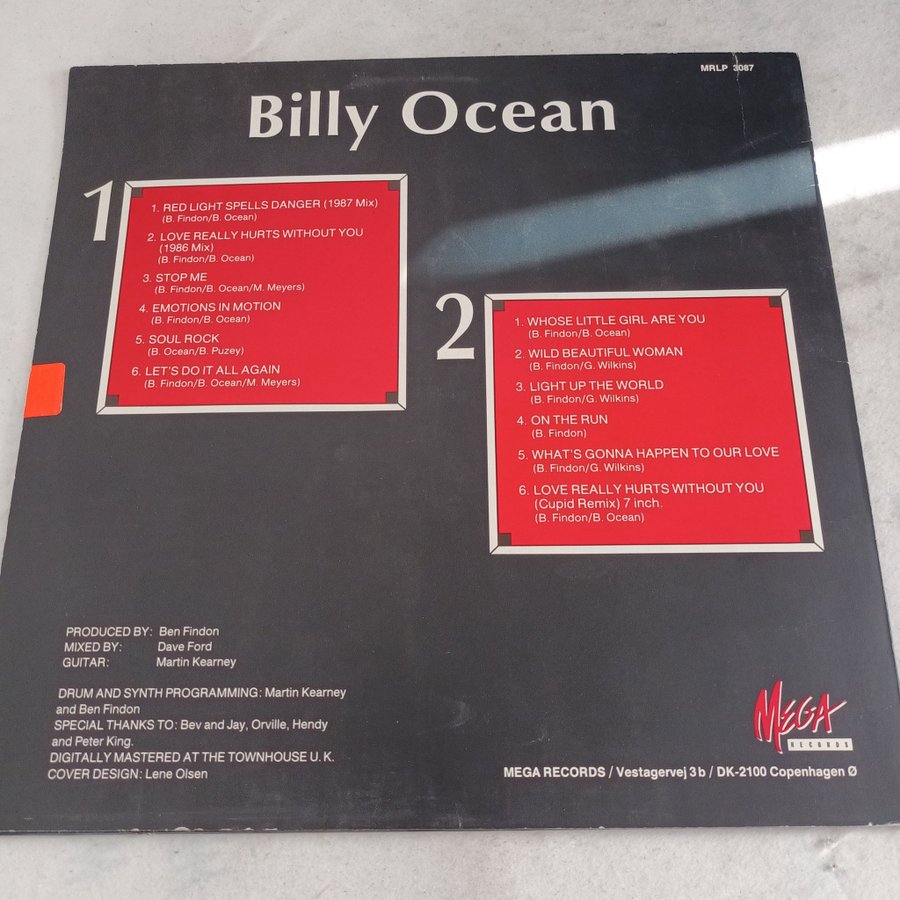 MRLP 3087
Billy Ocean
1
1. RED LIGHT SPELLS DANGER (1987 Mix)
(B. Findon/B. Ocean)
2. LOVE REALLY HURTS WITHOUT YOU
(1986 Mix)
(B. Findon/B. Ocean)
3. STOP ME
(B. Findon/B. Ocean/M. Meyers)
4. EMOTIONS IN MOTION
(B. Findon/B. Ocean)
5. SOUL ROCK
(B. Ocean/B. Puzey)
6. LET'S DO IT ALL AGAIN
(B. Findon/B. Ocean/M. Meyers)
2
1. WHOSE LITTLE GIRL ARE YOU
(B. Findon/B. Ocean)
2. WILD BEAUTIFUL WOMAN
(B. Findon/G. Wilkins)
3. LIGHT UP THE WORLD
(B. Findon/G. Wilkins)
4. ON THE RUN
(B. Findon)
5. WHAT'S GONNA HAPPEN TO OUR LOVE
(B. Findon/G. Wilkins)
6. LOVE REALLY HURTS WITHOUT YOU
(Cupid Remix) 7 inch.
(B. Findon/B. Ocean)
PRODUCED BY: Ben Findon
MIXED BY: Dave Ford
GUITAR: Martin Kearney
DRUM AND SYNTH PROGRAMMING: Martin Kearney
and Ben Findon
SPECIAL THANKS TO: Bev and Jay, Orville, Hendy
and Peter King.
DIGITALLY MASTERED AT THE TOWNHOUSE U.K.
COVER DESIGN: Lene Olsen
MEGA
RECORDS
MEGA RECORDS / Vestagervej 3b / DK-2100 Copenhagen Ø